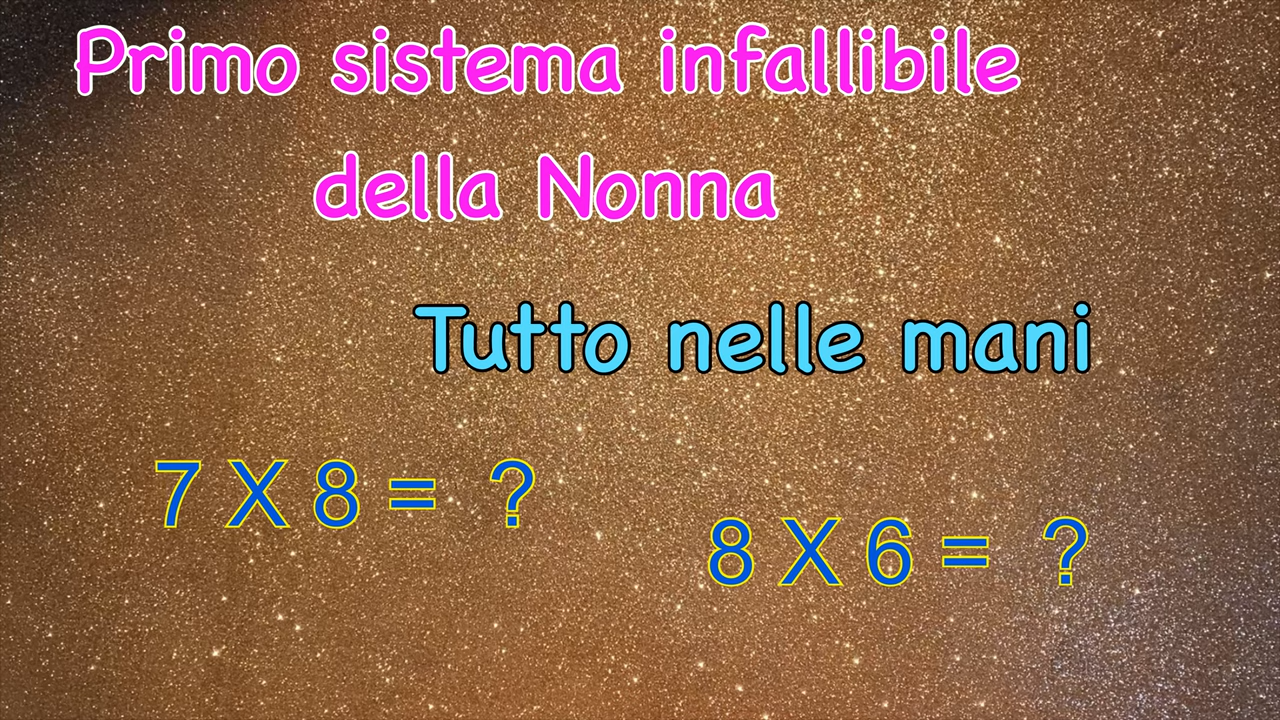 Primo sistema infallibile
della Nonna
Tutto nelle mani
7 X 8 = ?
8 X 6 = ?